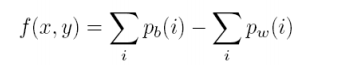 f(x, y) = ∑_i p_b(i) − ∑_i p_w(i)